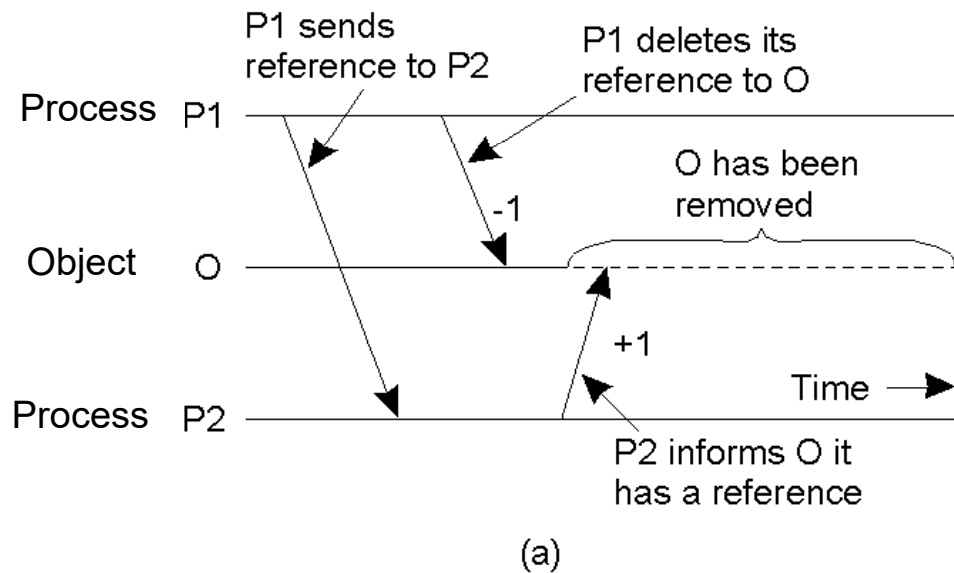 P1 sends
reference to P2
P1 deletes its
reference to O
Process P1
O has been
removed
-1
Object O
+1
Time
Process P2
P2 informs O it
has a reference
(a)